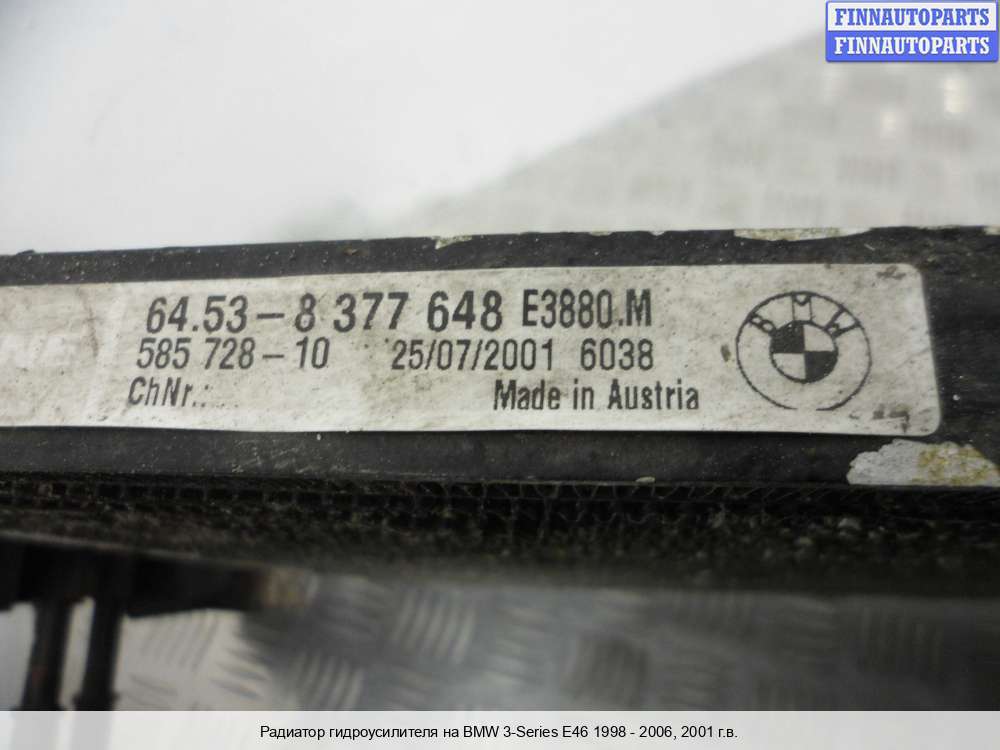 FINNAUTOPARTS
FINNAUTOPARTS
64.53-8 377 648 E3880.M
585 728-10 25/07/2001 6038
ChNr.:
Made in Austria
BMW
Радиатор гидроусилителя на BMW 3-Series E46 1998 - 2006, 2001 г.в.